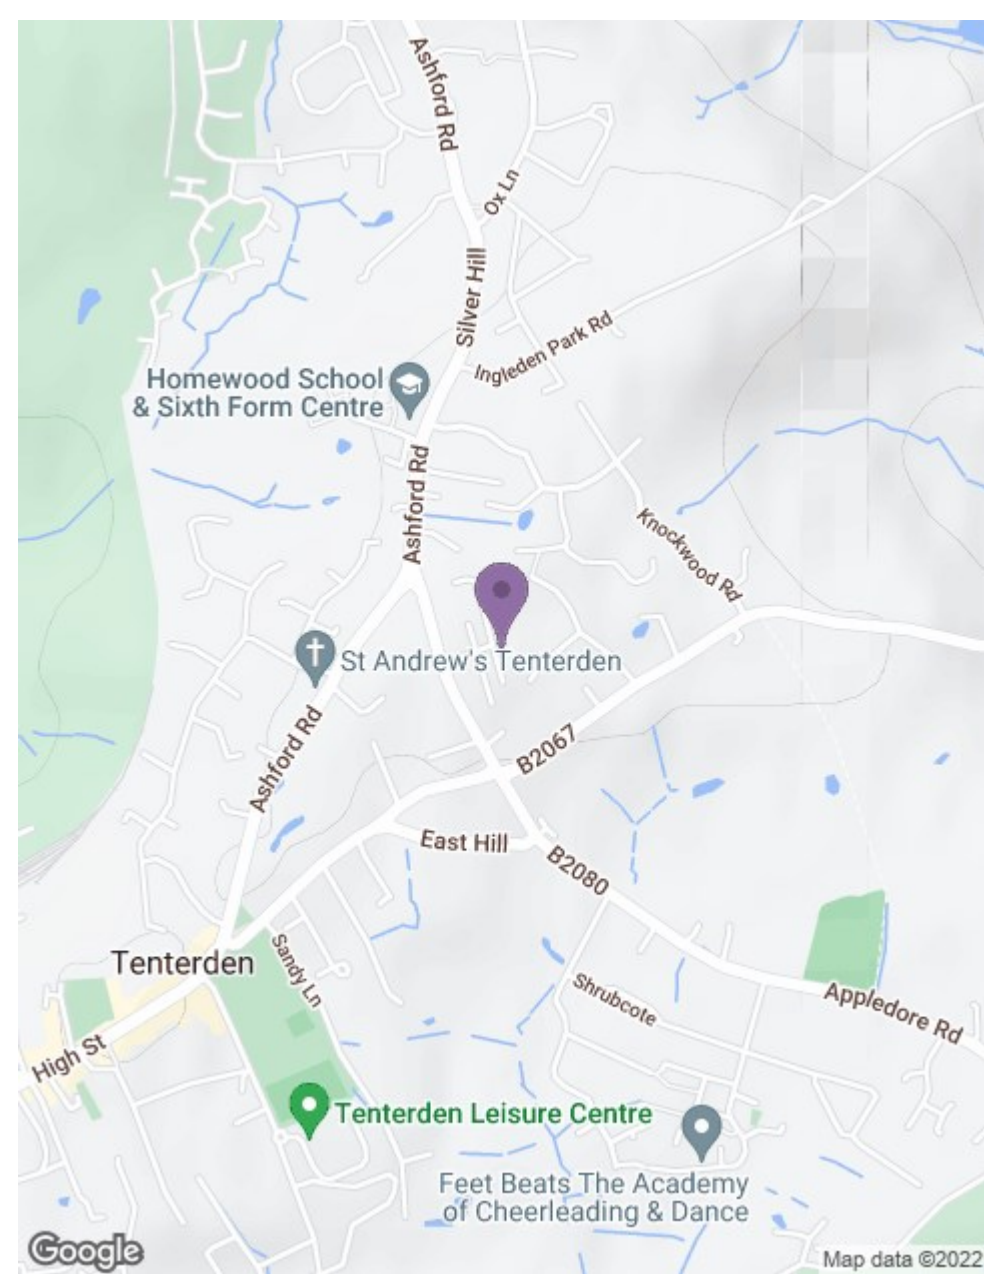 Ashford Rd
Ox Ln
Silver Hill
Ingleden Park Rd
Homewood School
& Sixth Form Centre
Ashford Rd
Knockwood Rd
St Andrew's Tenterden
Ashford Rd
B2067
East Hill
B2080
Tenterden
Sandy Ln
Shrubcote
Appledore Rd
High St
Tenterden Leisure Centre
Feet Beats The Academy
of Cheerleading & Dance
Google
Map data ©2022